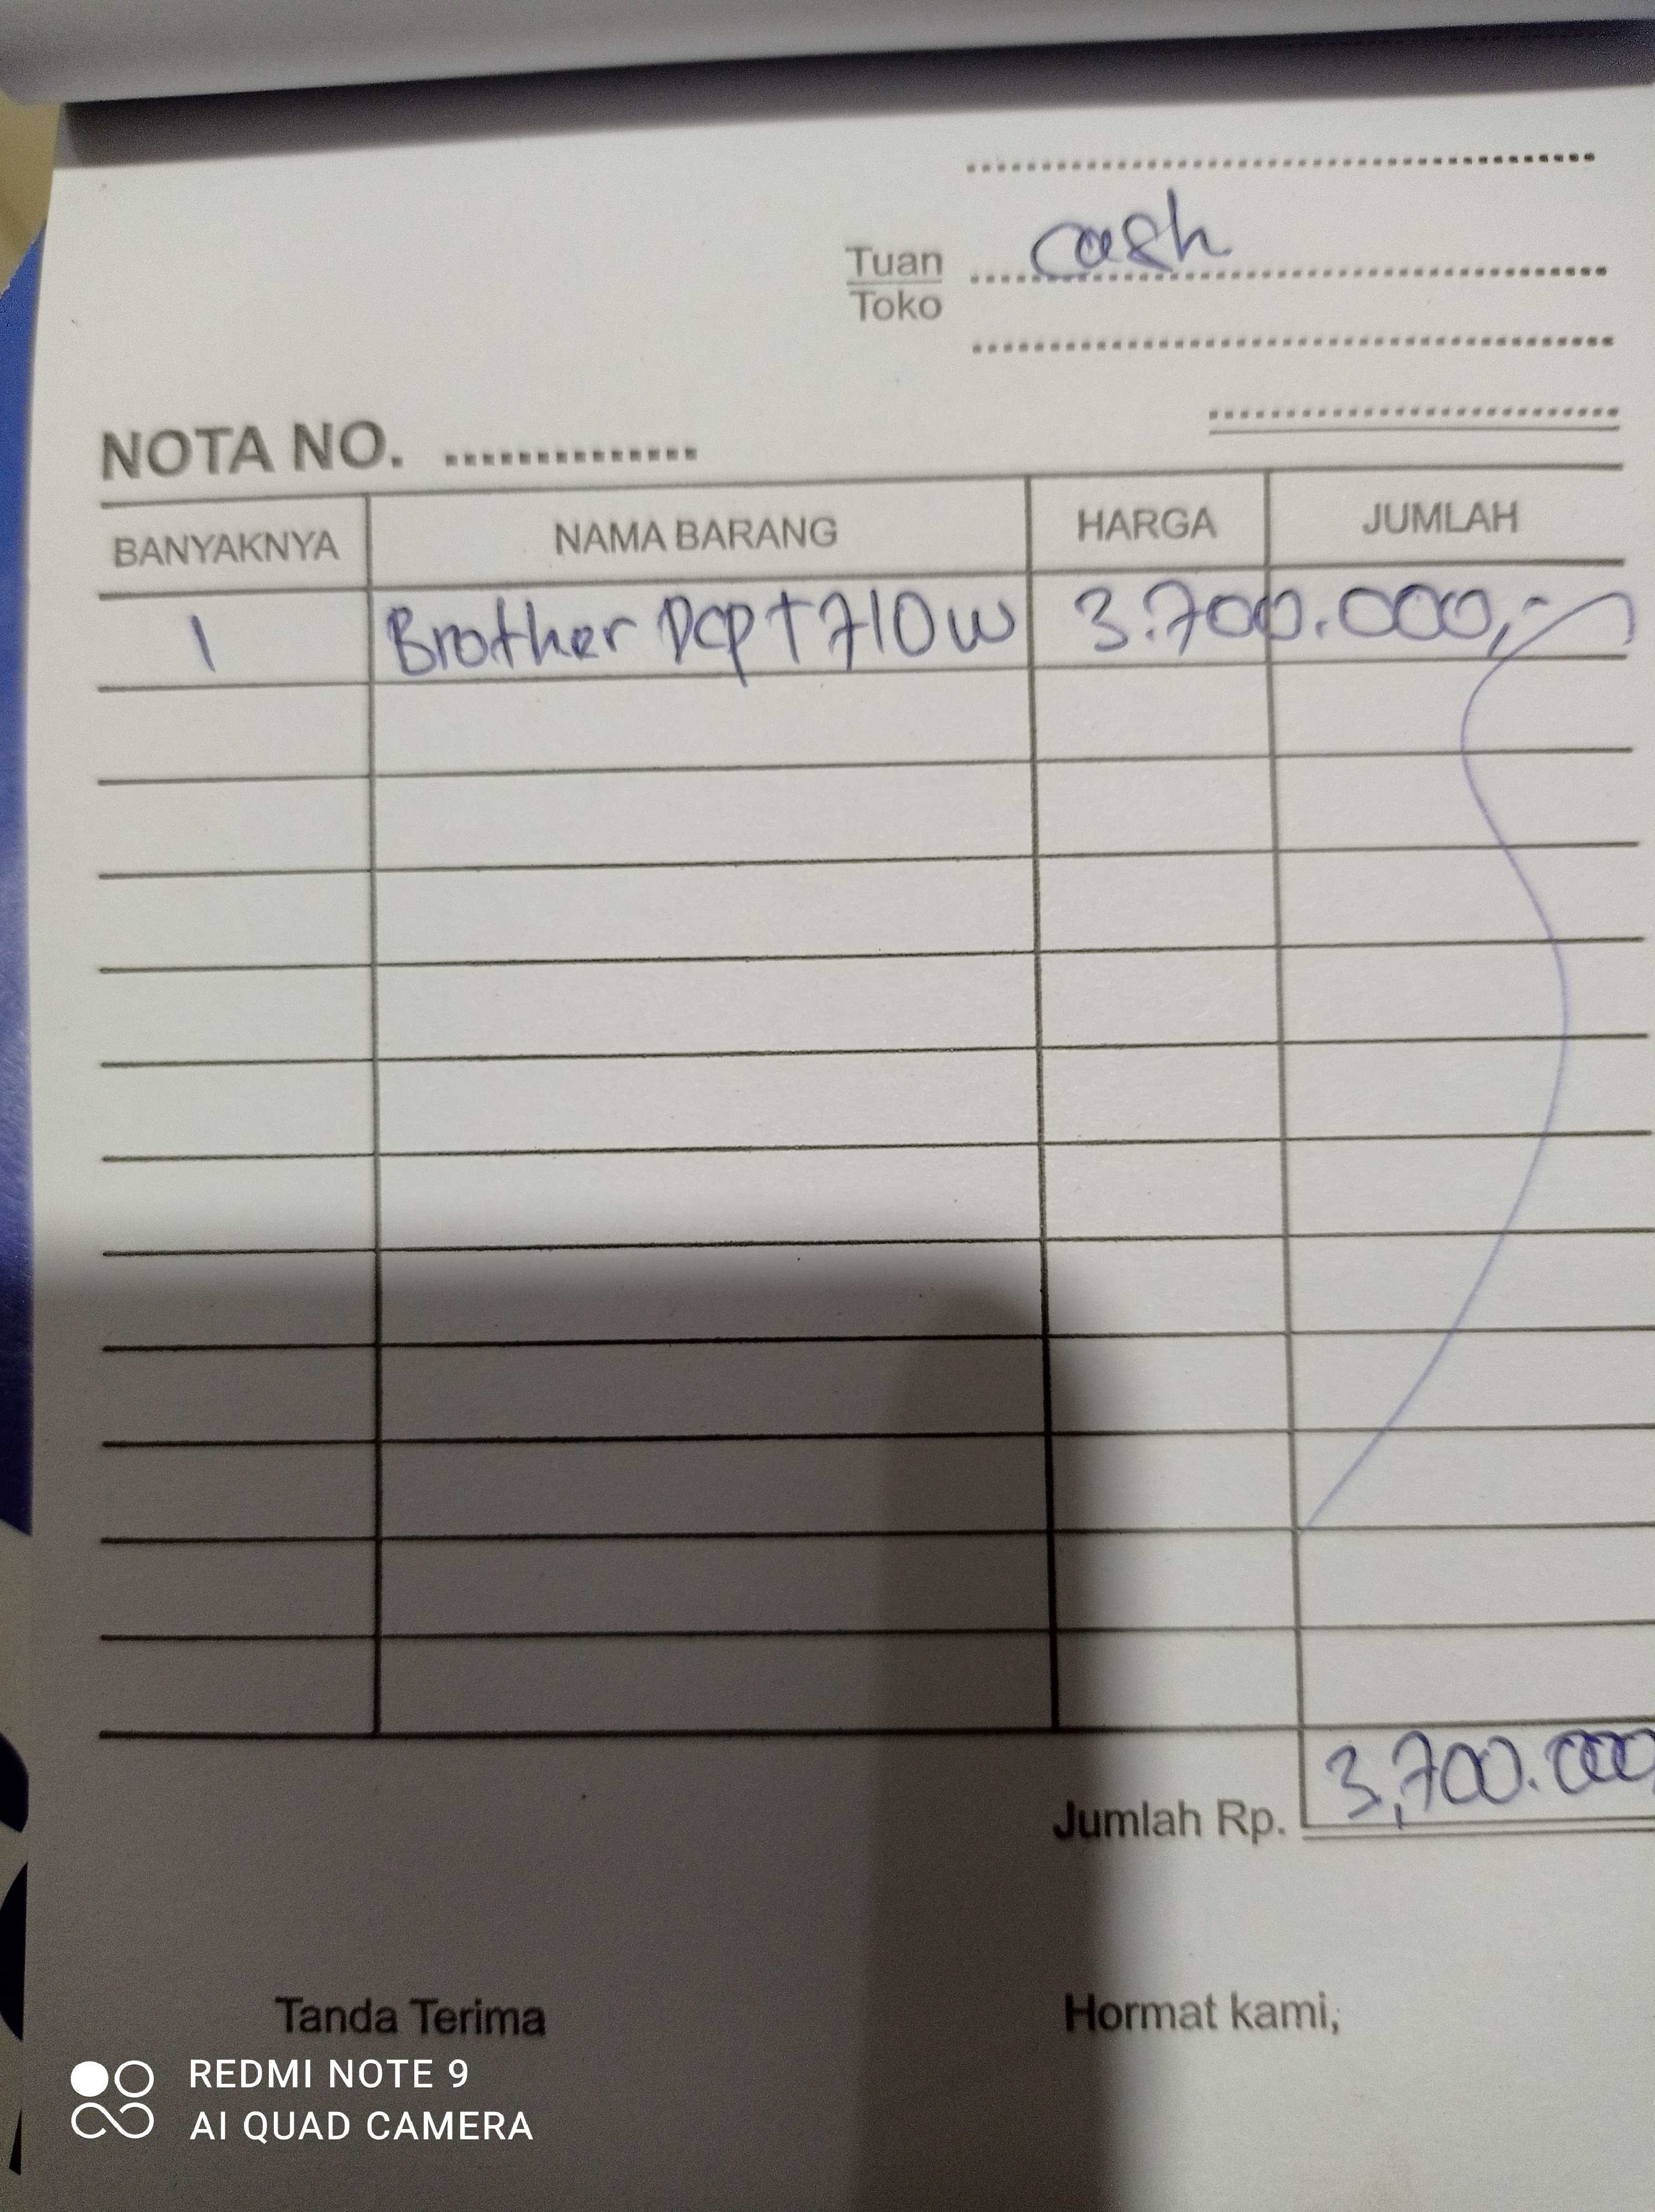 Cash
Tuan
Toko
NOTA NO.
BANYAKNYA NAMA BARANG HARGA JUMLAH
1 Brother Dcp T 710 w 3.700.000,-
Jumlah Rp. 3,700.000,
Tanda Terima Hormat kami,
REDMI NOTE 9
AI QUAD CAMERA